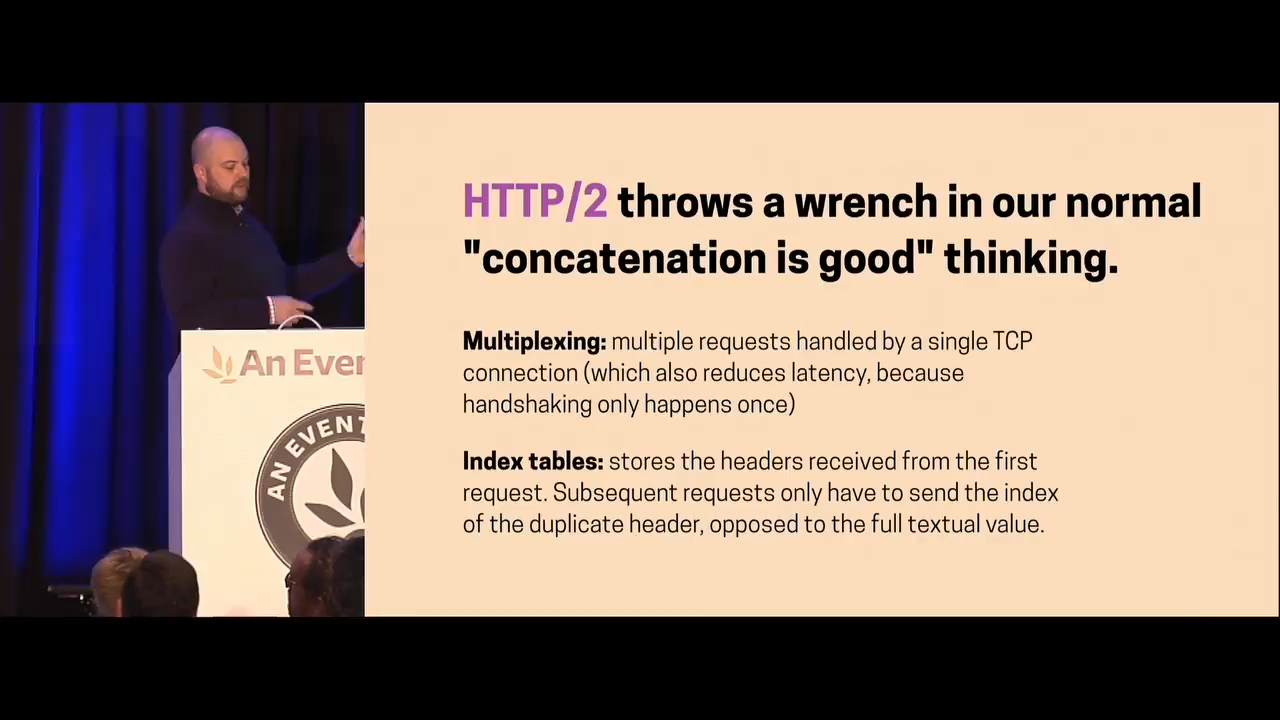 HTTP/2 throws a wrench in our normal
"concatenation is good" thinking.
Multiplexing: multiple requests handled by a single TCP
connection (which also reduces latency, because
handshaking only happens once)
Index tables: stores the headers received from the first
request. Subsequent requests only have to send the index
of the duplicate header, opposed to the full textual value.
An Even
AN EVENT